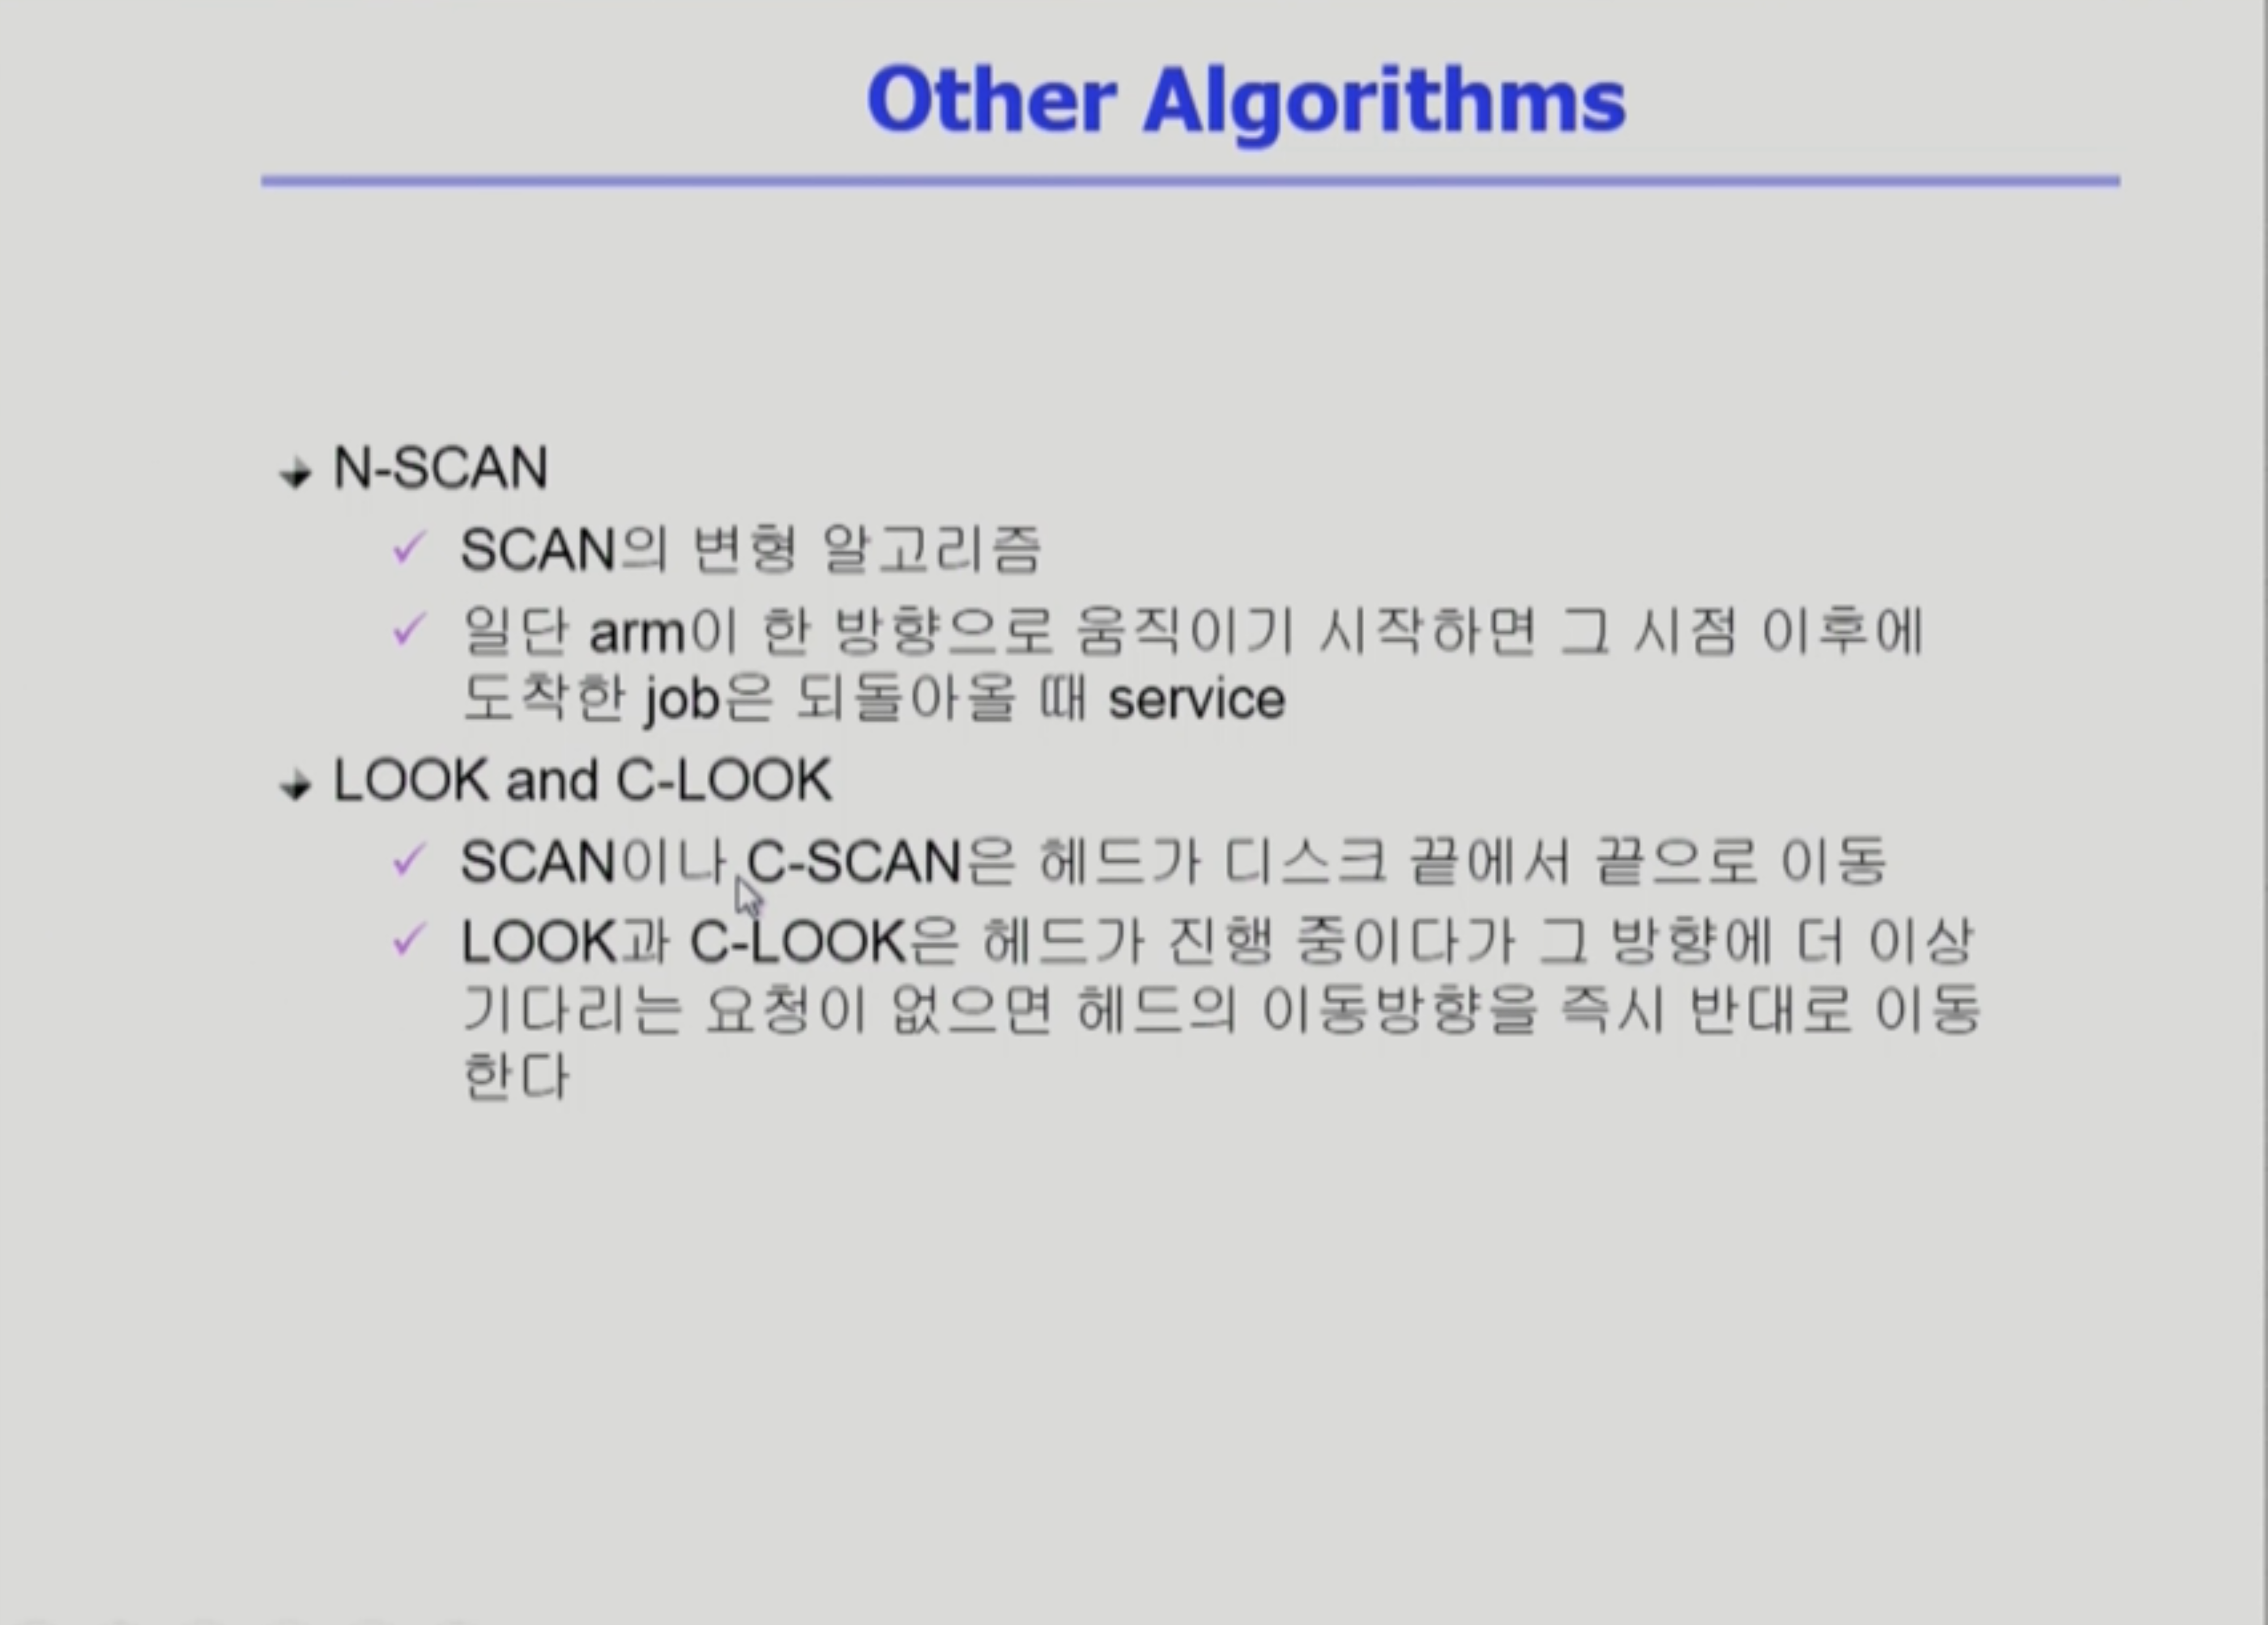 Other Algorithms
N-SCAN
SCAN의 변형 알고리즘
일단 arm이 한 방향으로 움직이기 시작하면 그 시점 이후에
도착한 job은 되돌아올 때 service
LOOK and C-LOOK
SCAN이나 C-SCAN은 헤드가 디스크 끝에서 끝으로 이동
LOOK과 C-LOOK은 헤드가 진행 중이다가 그 방향에 더 이상
기다리는 요청이 없으면 헤드의 이동방향을 즉시 반대로 이동
한다